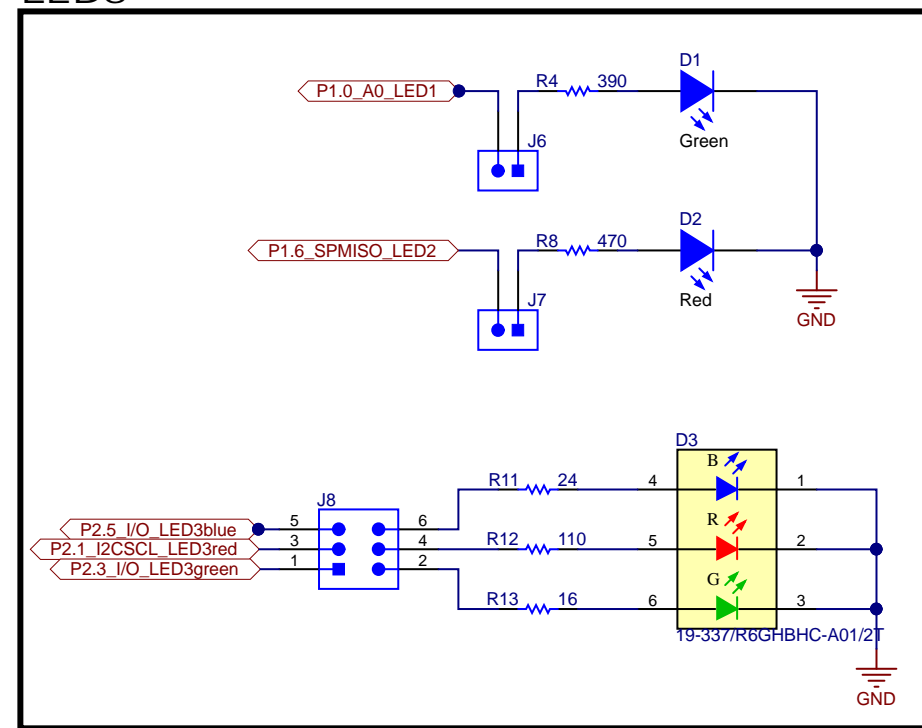 P1.0_A0_LED1
R4 390
D1
Green
J6
P1.6_SPMISO_LED2
R8 470
D2
Red
J7
GND
D3
J8
P2.5_I/O_LED3blue 5 6
P2.1_I2CSCL_LED3red 3 4
P2.3_I/O_LED3green 1 2
R11 24 4 B 1
R12 110 5 R 2
R13 16 6 G 3
19-337/R6GHBHC-A01/2T
GND